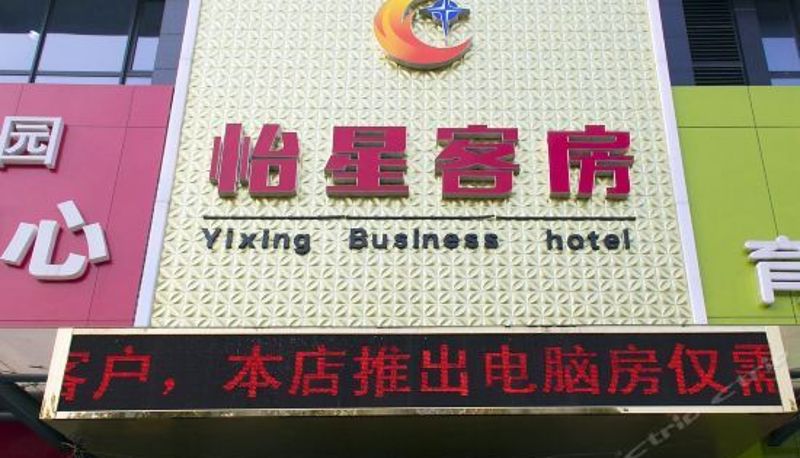 怡星客房
Yixing Business hotel
园
心
育
客户，本店推出电脑房仅需